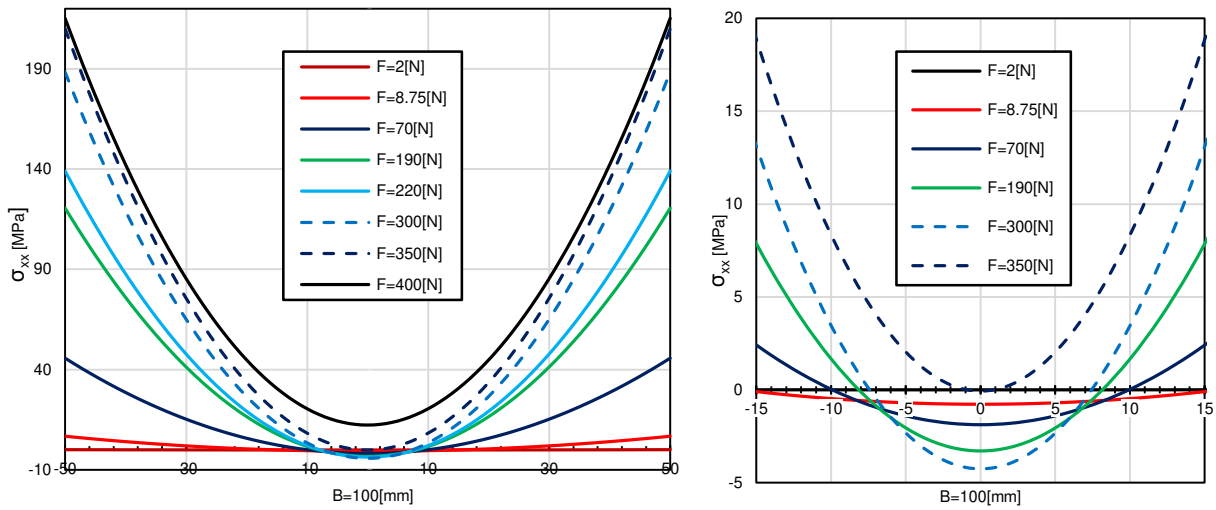 190
140
90
40
-10
σxx [MPa]
F=2[N]
F=8.75[N]
F=70[N]
F=190[N]
F=220[N]
F=300[N]
F=350[N]
F=400[N]
-50
30
10
10
30
50
B=100[mm]
20
15
10
5
0
-5
σxx [MPa]
F=2[N]
F=8.75[N]
F=70[N]
F=190[N]
F=300[N]
F=350[N]
-15
-10
-5
0
5
10
15
B=100[mm]